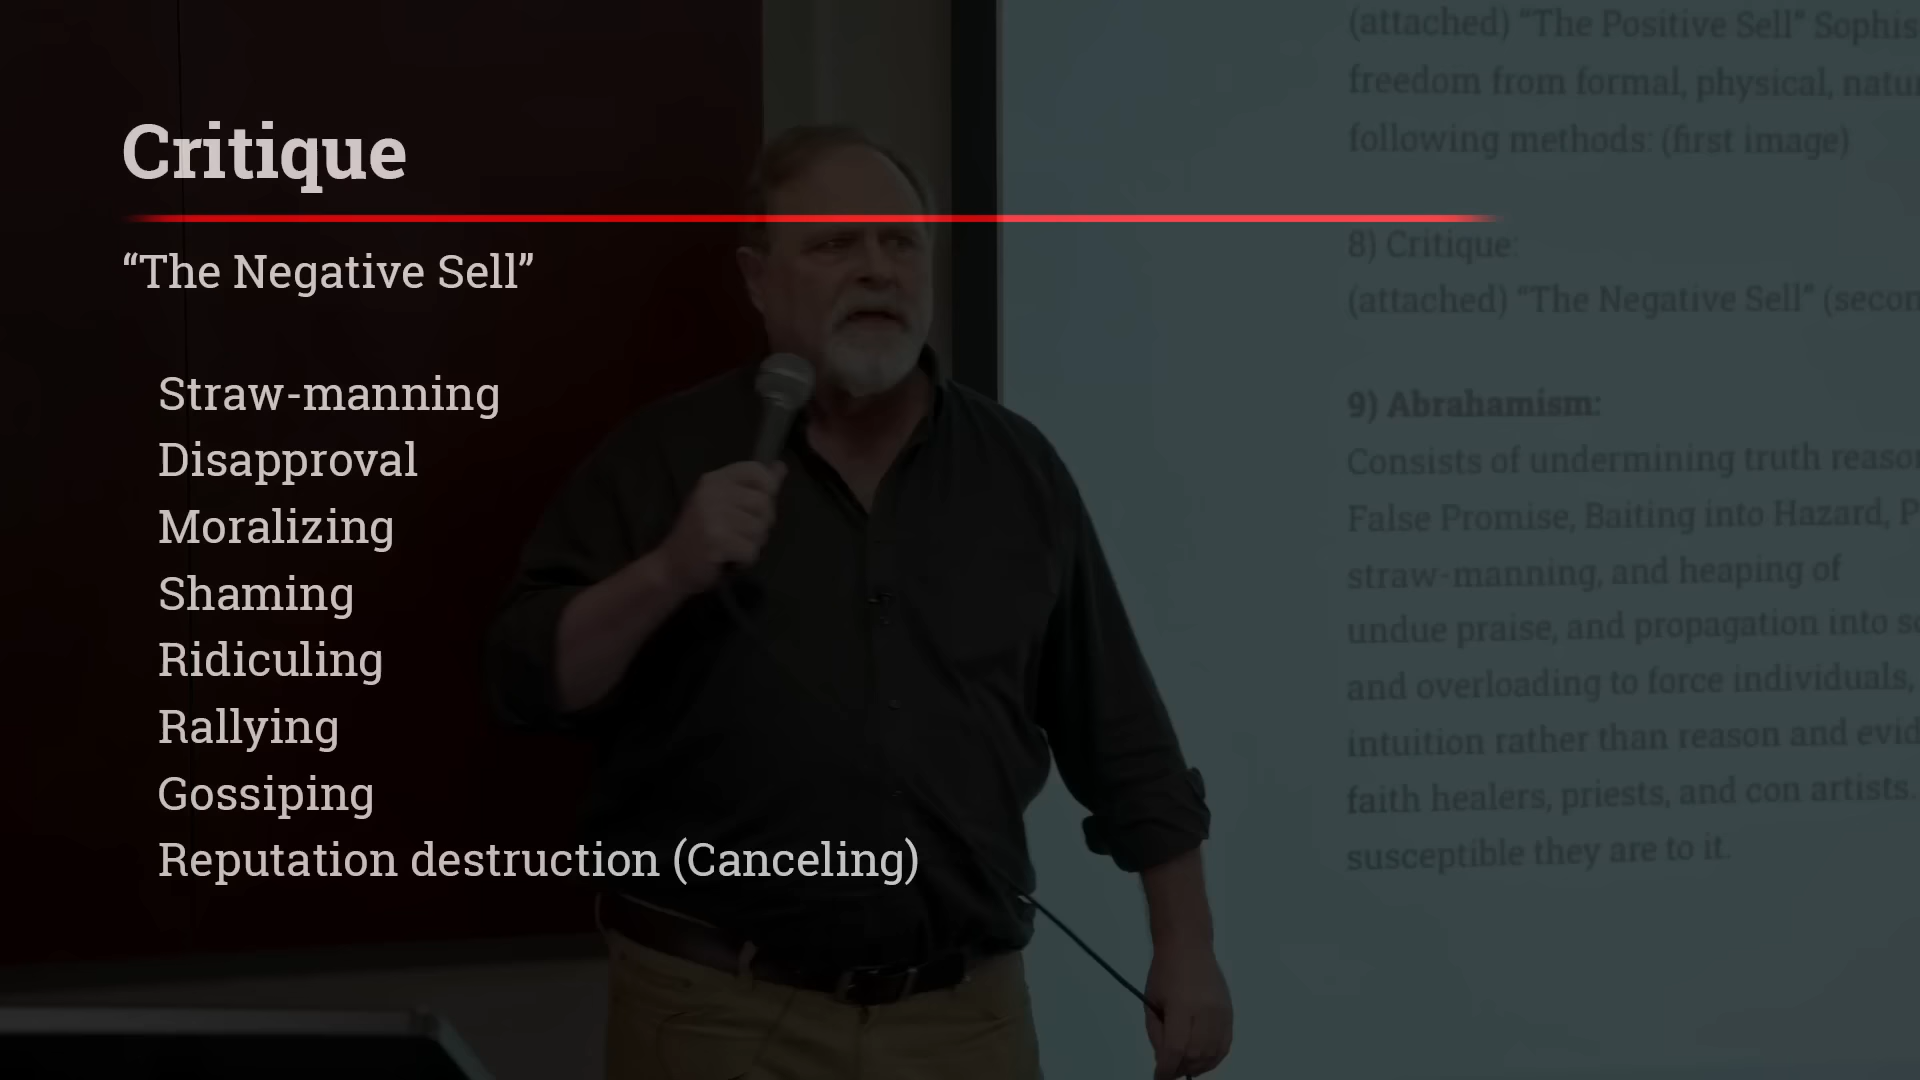 Critique
“The Negative Sell”
Straw-manning
Disapproval
Moralizing
Shaming
Ridiculing
Rallying
Gossiping
Reputation destruction (Canceling)
(attached) “The Positive Sell” Sophis
freedom from formal, physical, natur
following methods: (first image)
8) Critique:
(attached) “The Negative Sell” (secon
9) Abrahamism:
Consists of undermining truth reason
False Promise, Baiting into Hazard, P
straw-manning, and heaping of
undue praise, and propagation into so
and overloading to force individuals,
intuition rather than reason and evid
faith healers, priests, and con artists.
susceptible they are to it.